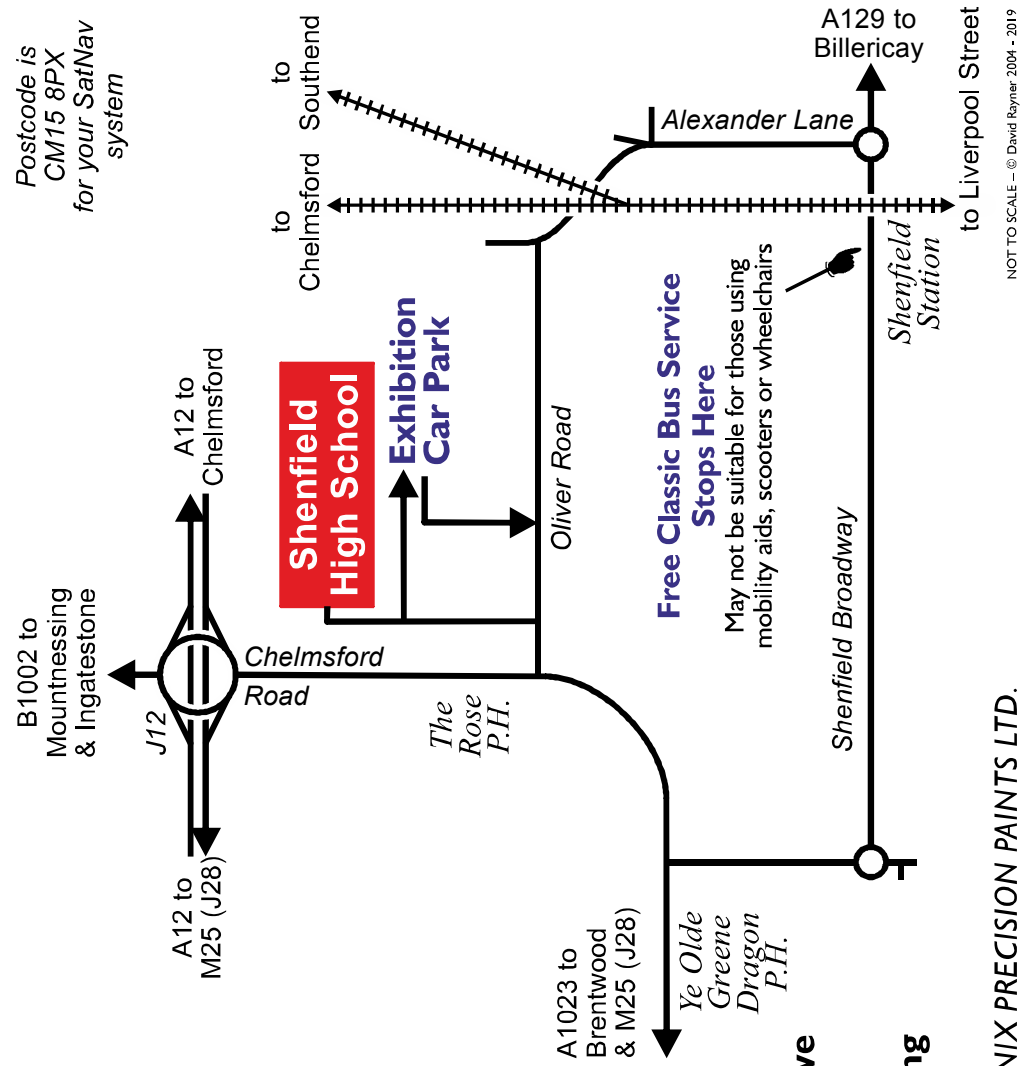 Postcode is
CM15 8PX
for your SatNav
system
B1002 to
Mountnessing
& Ingatestone
J12
A12 to
M25 (J28)
A12 to
Chelmsford
Chelmsford
Road
Shenfield
High School
Exhibition
Car Park
to
Chelmsford
to
Southend
The
Rose
P.H.
Oliver Road
Alexander Lane
A1023 to
Brentwood
& M25 (J28)
Ye Olde
Greene
Dragon
P.H.
Free Classic Bus Service
Stops Here
May not be suitable for those using
mobility aids, scooters or wheelchairs
Shenfield Broadway
Shenfield
Station
A129 to
Billericay
to Liverpool Street
ve
ng
NIX PRECISION PAINTS LTD.
NOT TO SCALE – © David Rayner 2004 - 2019